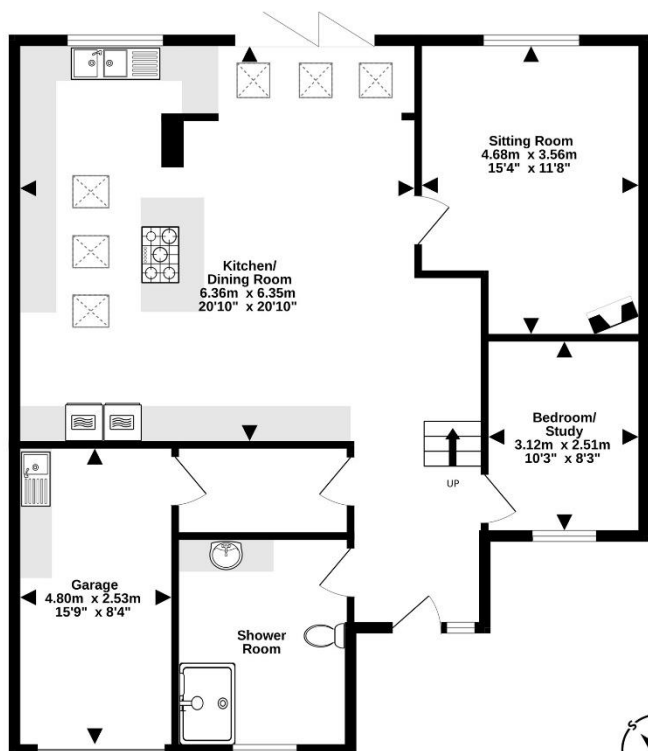 Sitting Room
4.68m x 3.56m
15'4" x 11'8"
Kitchen/
Dining Room
6.36m x 6.35m
20'10" x 20'10"
Bedroom/
Study
3.12m x 2.51m
10'3" x 8'3"
UP
Garage
4.80m x 2.53m
15'9" x 8'4"
Shower
Room
S